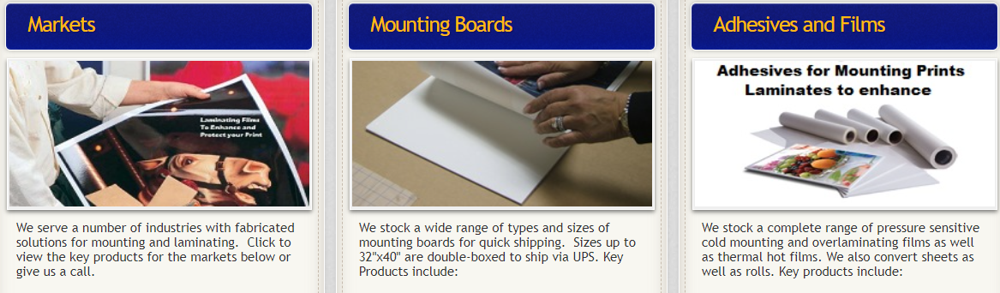 Markets
Laminating Films
To Enhance and
Protect your Print
We serve a number of industries with fabricated
solutions for mounting and laminating.  Click to
view the key products for the markets below or
give us a call.
Mounting Boards
We stock a wide range of types and sizes of
mounting boards for quick shipping.  Sizes up to
32"x40" are double-boxed to ship via UPS. Key
Products include:
Adhesives and Films
Adhesives for Mounting Prints
Laminates to enhance
We stock a complete range of pressure sensitive
cold mounting and overlaminating films as well
as thermal hot films. We also convert sheets as
well as rolls. Key products include: